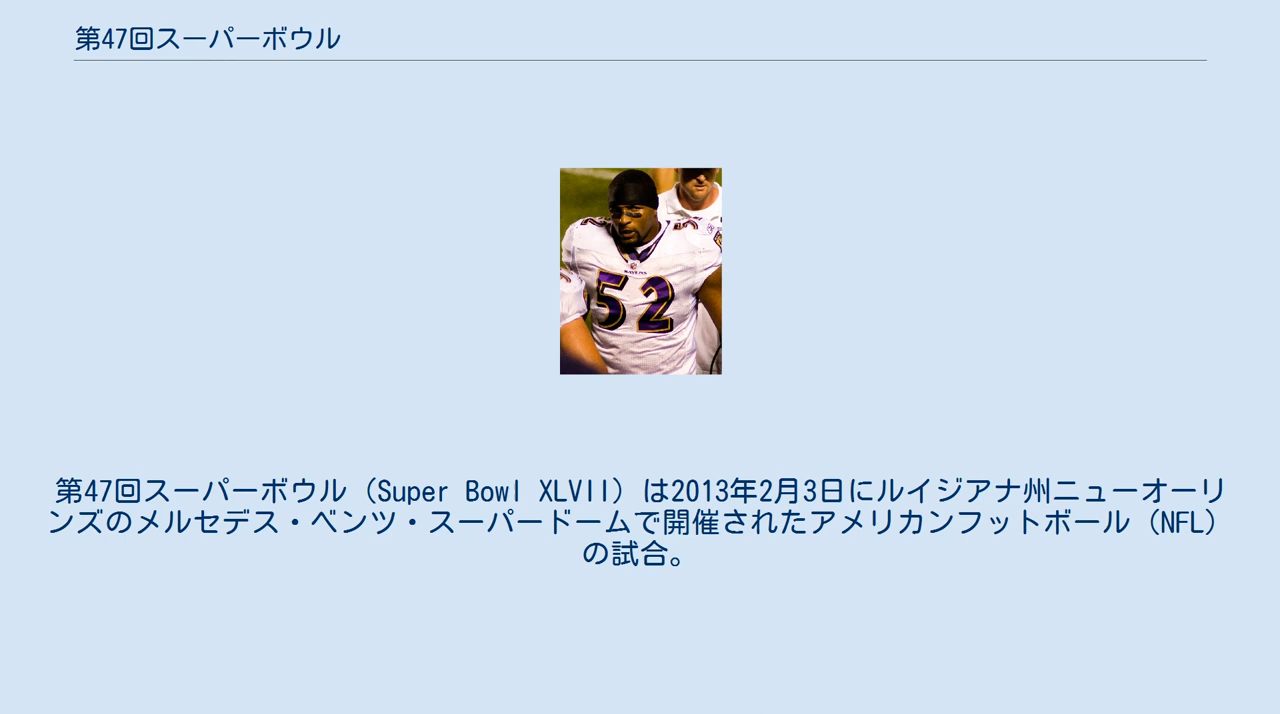 第47回スーパーボウル
52
RAVENS
52
第47回スーパーボウル（Super Bowl XLVII）は2013年2月3日にルイジアナ州ニューオーリ
ンズのメルセデス・ベンツ・スーパードームで開催されたアメリカンフットボール（NFL）
の試合。